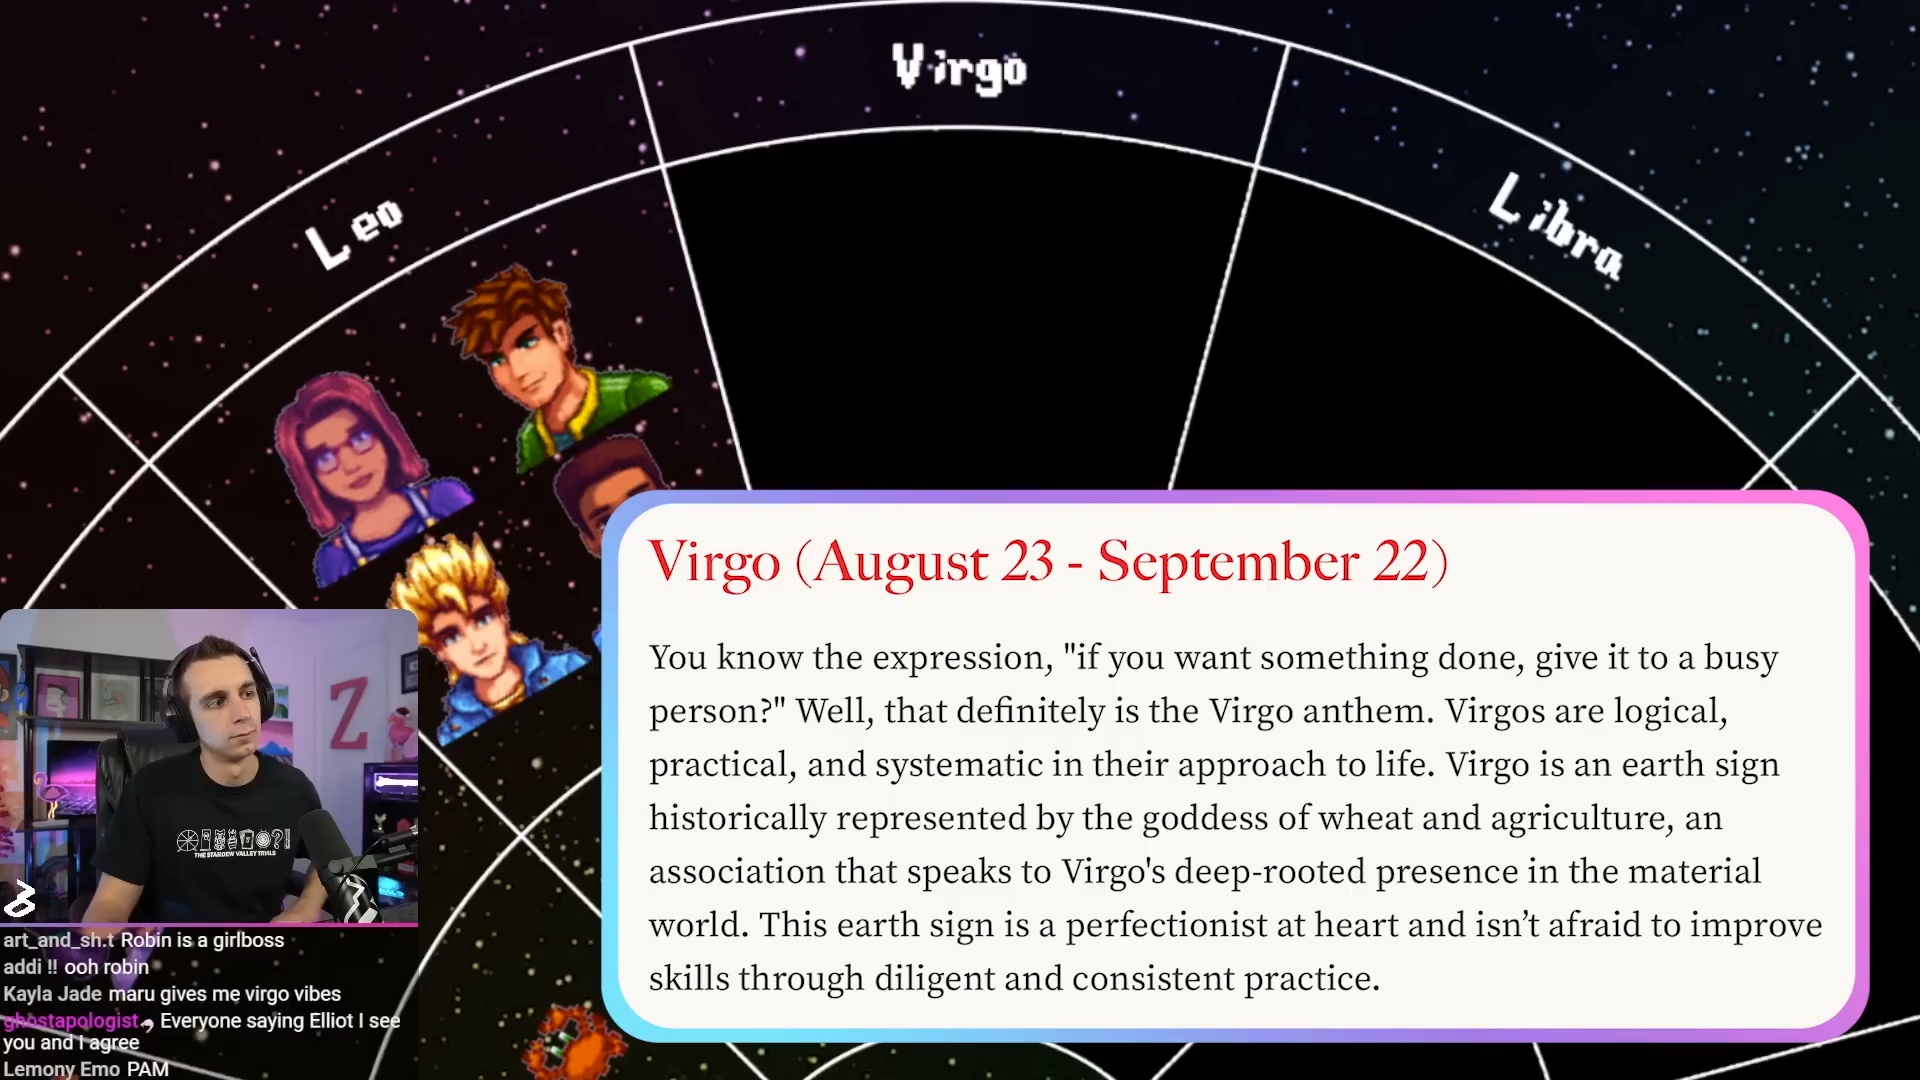 Virgo
Leo
Libra
Virgo (August 23 - September 22)
You know the expression, "if you want something done, give it to a busy
person?" Well, that definitely is the Virgo anthem. Virgos are logical,
practical, and systematic in their approach to life. Virgo is an earth sign
historically represented by the goddess of wheat and agriculture, an
association that speaks to Virgo's deep-rooted presence in the material
world. This earth sign is a perfectionist at heart and isn’t afraid to improve
skills through diligent and consistent practice.
Z
THE STARDEW VALLEY TRIALS
art_and_sh.t Robin is a girlboss
addi !! ooh robin
Kayla Jade maru gives me virgo vibes
ghostapologist Everyone saying Elliot I see
you and I agree
Lemony Emo PAM